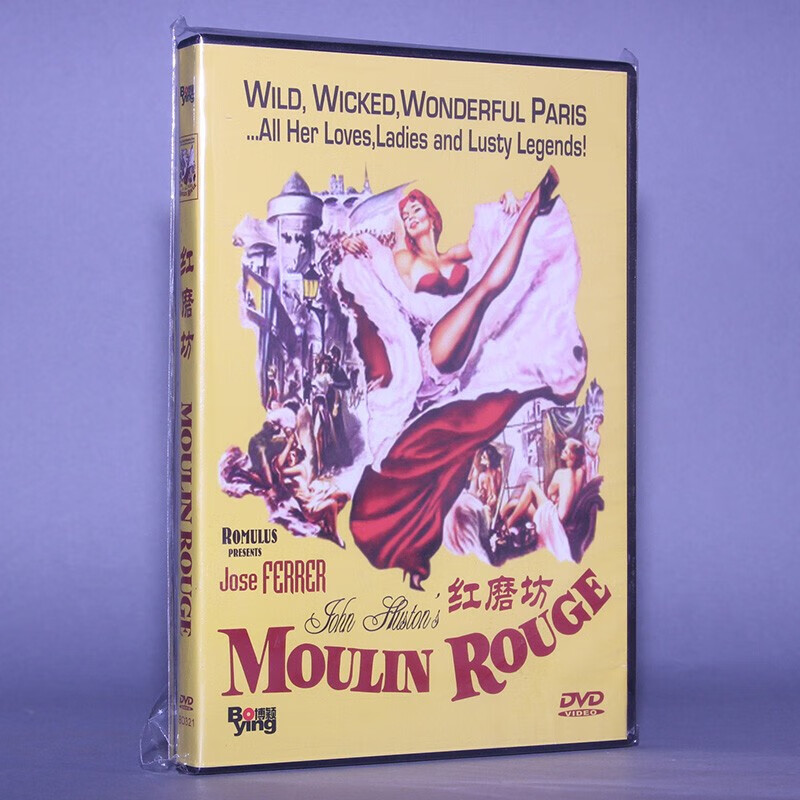 WILD, WICKED, WONDERFUL PARIS
...All Her Loves, Ladies and Lusty Legends!
ROMULUS
PRESENTS
Jose FERRER
John Huston's
红磨坊
MOULIN ROUGE
Boying 博颖
DVD
VIDEO
Boying
红磨坊
MOULIN ROUGE
DVD